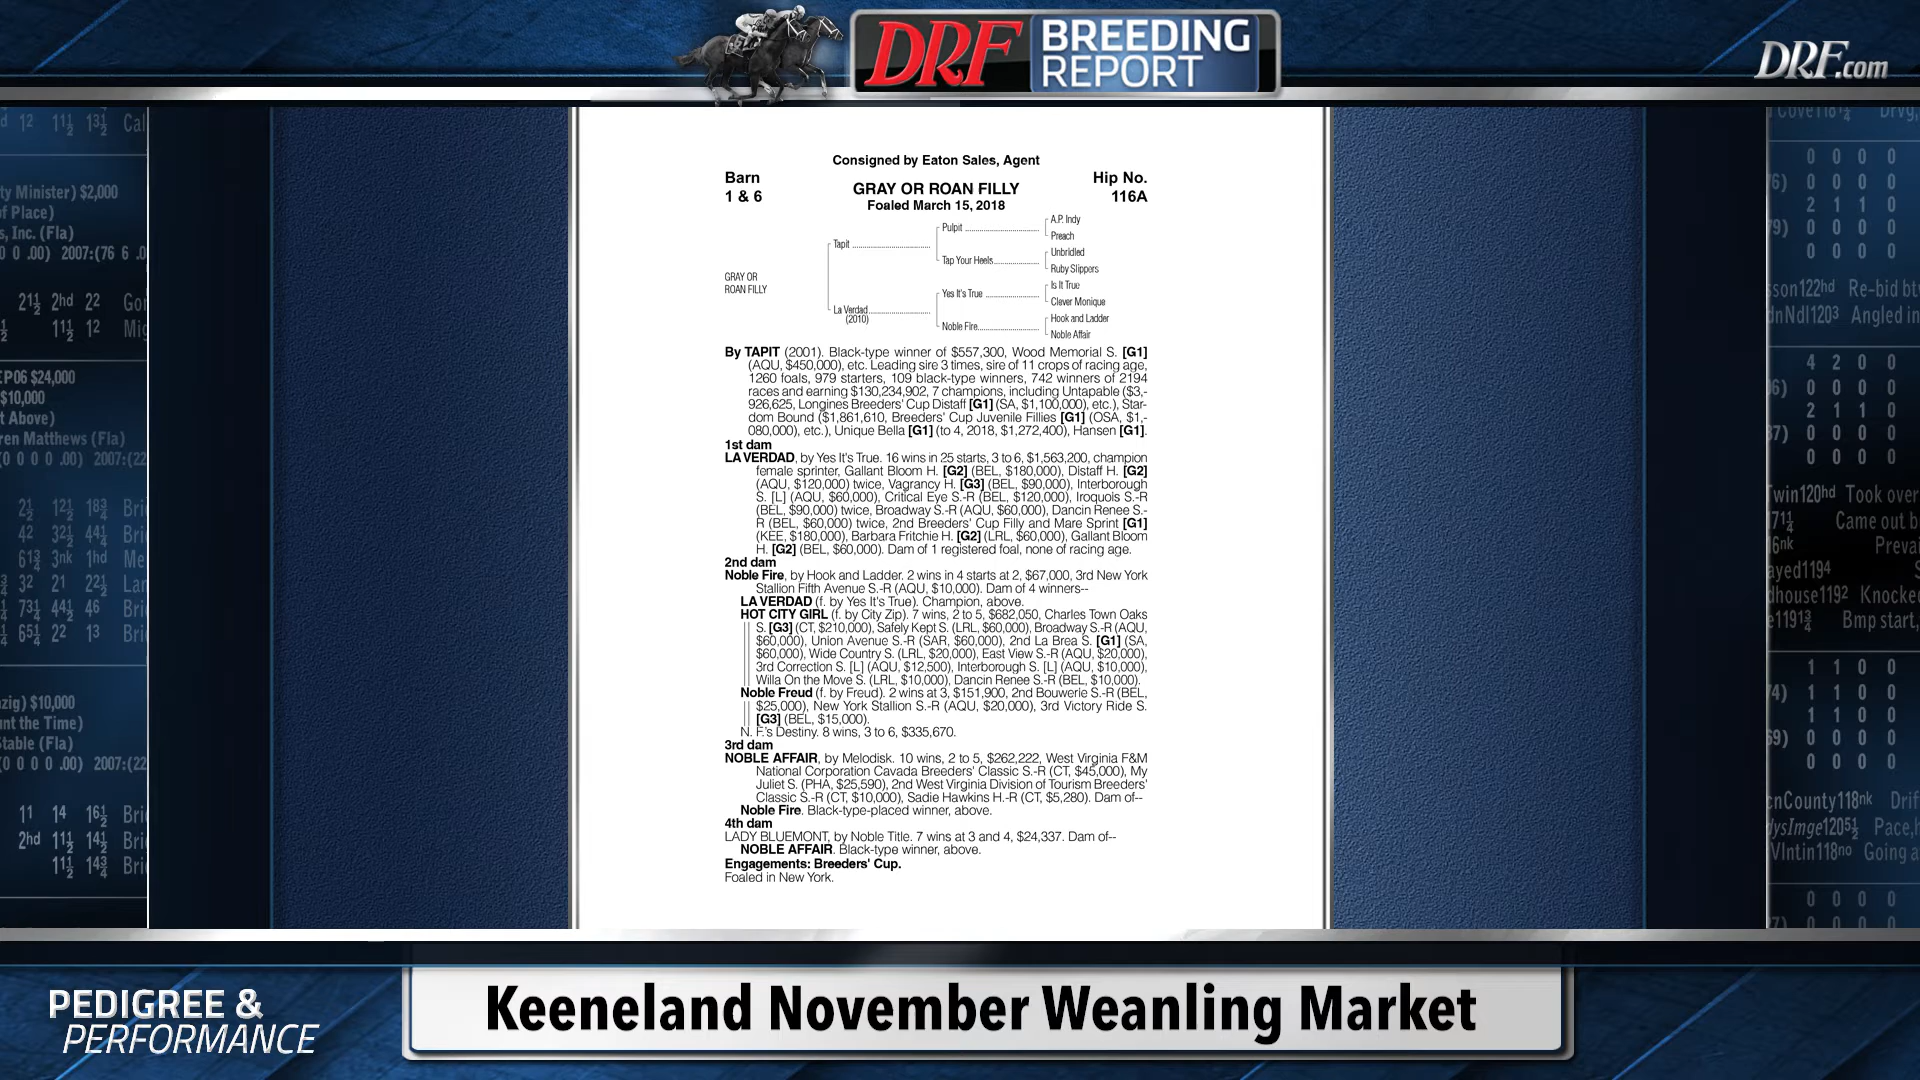 DRF BREEDING
REPORT
DRF.com
Consigned by Eaton Sales, Agent
Barn
1 & 6
GRAY OR ROAN FILLY
Foaled March 15, 2018
Hip No.
116A
GRAY OR
ROAN FILLY
Tapit
La Verdad
(2010)
Pulpit
Tap Your Heels
Yes It's True
Noble Fire
A.P. Indy
Preach
Unbridled
Ruby Slippers
Is It True
Clever Monique
Hook and Ladder
Noble Affair
By TAPIT (2001). Black-type winner of $557,300, Wood Memorial S. [G1]
(AQU, $450,000), etc. Leading sire 3 times, sire of 11 crops of racing age,
1260 foals, 979 starters, 109 black-type winners, 742 winners of 2194
races and earning $130,234,902, 7 champions, including Untapable ($3,-
926,625, Longines Breeders' Cup Distaff [G1] (SA, $1,100,000), etc.), Star-
dom Bound ($1,861,610, Breeders' Cup Juvenile Fillies [G1] (OSA, $1,-
080,000), etc.), Unique Bella [G1] (to 4, 2018, $1,272,400), Hansen [G1].
1st dam
LA VERDAD, by Yes It's True. 16 wins in 25 starts, 3 to 6, $1,563,200, champion
female sprinter, Gallant Bloom H. [G2] (BEL, $180,000), Distaff H. [G2]
(AQU, $120,000) twice, Vagrancy H. [G3] (BEL, $90,000), Interborough
S. [L] (AQU, $60,000), Critical Eye S.-R (BEL, $120,000), Iroquois S.-R
(BEL, $90,000) twice, Broadway S.-R (AQU, $60,000), Dancin Renee S.-
R (BEL, $60,000) twice, 2nd Breeders' Cup Filly and Mare Sprint [G1]
(KEE, $180,000), Barbara Fritchie H. [G2] (LRL, $60,000), Gallant Bloom
H. [G2] (BEL, $60,000). Dam of 1 registered foal, none of racing age.
2nd dam
Noble Fire, by Hook and Ladder. 2 wins in 4 starts at 2, $67,000, 3rd New York
Stallion Fifth Avenue S.-R (AQU, $10,000). Dam of 4 winners--
LA VERDAD (f. by Yes It's True). Champion, above.
HOT CITY GIRL (f. by City Zip). 7 wins, 2 to 5, $682,050, Charles Town Oaks
S. [G3] (CT, $210,000), Safely Kept S. (LRL, $60,000), Broadway S.-R (AQU,
$60,000), Union Avenue S.-R (SAR, $60,000), 2nd La Brea S. [G1] (SA,
$60,000), Wide Country S. (LRL, $20,000), East View S.-R (AQU, $20,000),
3rd Correction S. [L] (AQU, $12,500), Interborough S. [L] (AQU, $10,000),
Willa On the Move S. (LRL, $10,000), Dancin Renee S.-R (BEL, $10,000).
Noble Freud (f. by Freud). 2 wins at 3, $151,900, 2nd Bouwerie S.-R (BEL,
$25,000), New York Stallion S.-R (AQU, $20,000), 3rd Victory Ride S.
[G3] (BEL, $15,000).
N. F.'s Destiny. 8 wins, 3 to 6, $335,670.
3rd dam
NOBLE AFFAIR, by Melodisk. 10 wins, 2 to 5, $262,222, West Virginia F&M
National Corporation Cavada Breeders' Classic S.-R (CT, $45,000), My
Juliet S. (PHA, $25,590), 2nd West Virginia Division of Tourism Breeders'
Classic S.-R (CT, $10,000), Sadie Hawkins H.-R (CT, $5,280). Dam of--
Noble Fire. Black-type-placed winner, above.
4th dam
LADY BLUEMONT, by Noble Title. 7 wins at 3 and 4, $24,337. Dam of--
NOBLE AFFAIR. Black-type winner, above.
Engagements: Breeders' Cup.
Foaled in New York.
PEDIGREE &
PERFORMANCE
Keeneland November Weanling Market